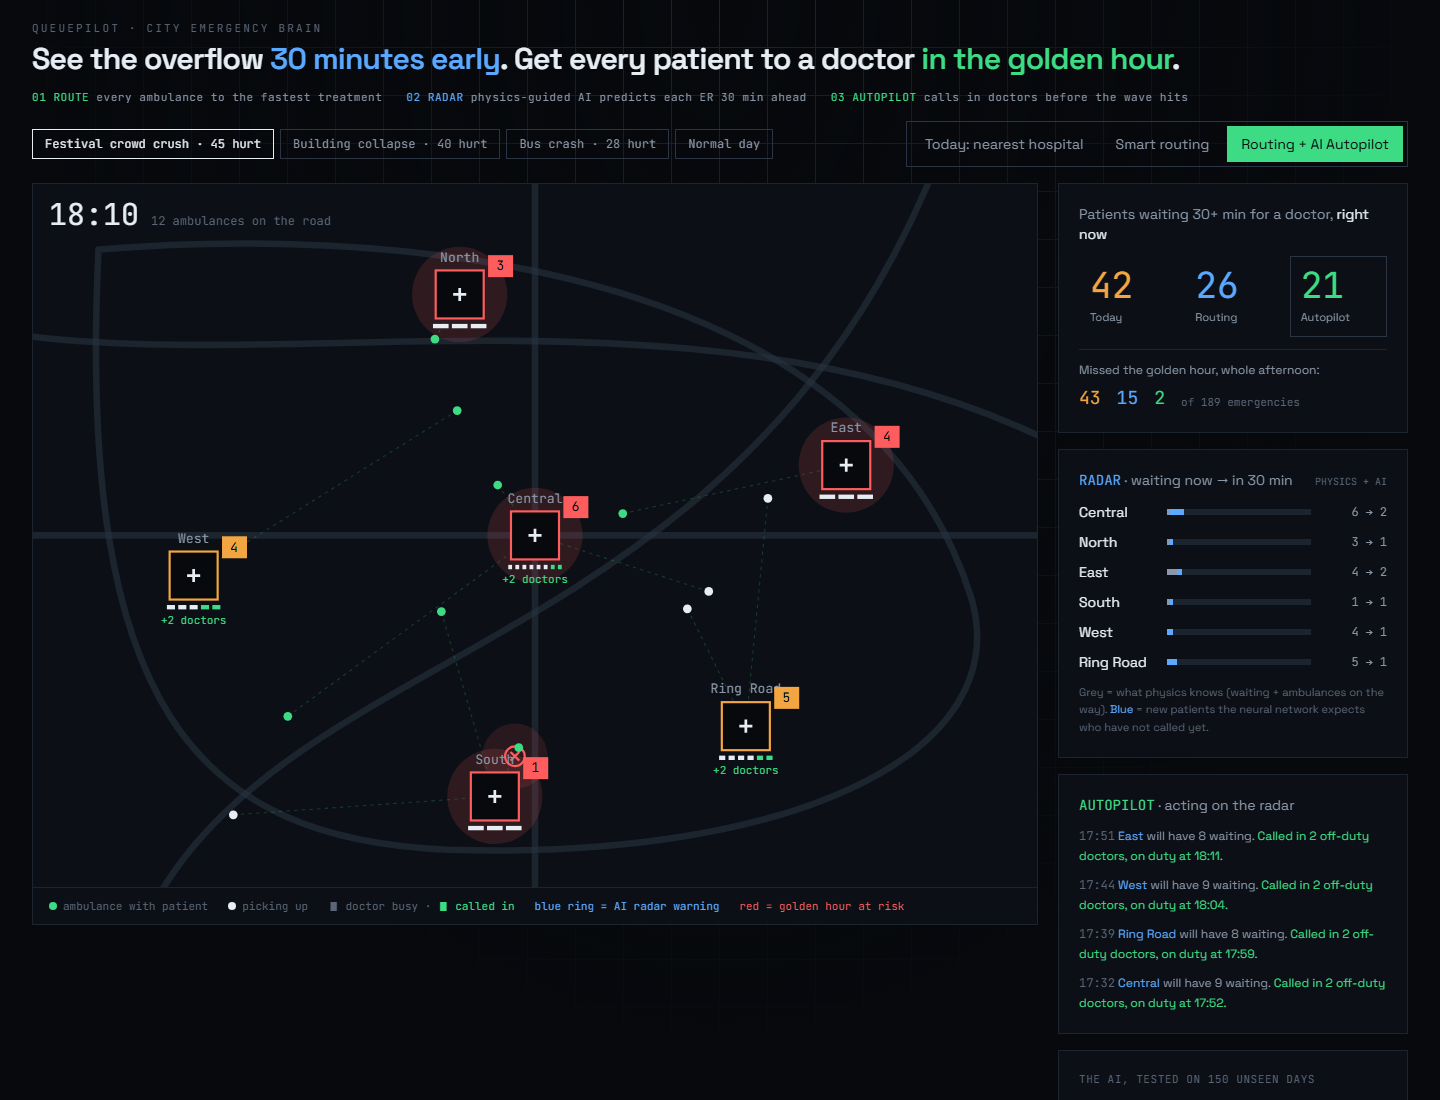 QUEUEPILOT · CITY EMERGENCY BRAIN
See the overflow 30 minutes early. Get every patient to a doctor in the golden hour.
01 ROUTE every ambulance to the fastest treatment 02 RADAR physics-guided AI predicts each ER 30 min ahead 03 AUTOPILOT calls in doctors before the wave hits
Festival crowd crush · 45 hurt
Building collapse · 40 hurt
Bus crash · 28 hurt
Normal day
Today: nearest hospital
Smart routing
Routing + AI Autopilot
18:10 12 ambulances on the road
North
3
East
4
Central
6
+2 doctors
West
4
+2 doctors
Ring Road
5
+2 doctors
South
1
ambulance with patient picking up doctor busy · called in blue ring = AI radar warning red = golden hour at risk
Patients waiting 30+ min for a doctor, right
now
42 26 21
Today Routing Autopilot
Missed the golden hour, whole afternoon:
43 15 2 of 189 emergencies
RADAR · waiting now → in 30 min PHYSICS + AI
Central 6 → 2
North 3 → 1
East 4 → 2
South 1 → 1
West 4 → 1
Ring Road 5 → 1
Grey = what physics knows (waiting + ambulances on the
way). Blue = new patients the neural network expects
who have not called yet.
AUTOPILOT · acting on the radar
17:51 East will have 8 waiting. Called in 2 off-duty
doctors, on duty at 18:11.
17:44 West will have 9 waiting. Called in 2 off-duty
doctors, on duty at 18:04.
17:39 Ring Road will have 8 waiting. Called in 2 off-
duty doctors, on duty at 17:59.
17:32 Central will have 9 waiting. Called in 2 off-duty
doctors, on duty at 17:52.
THE AI, TESTED ON 150 UNSEEN DAYS